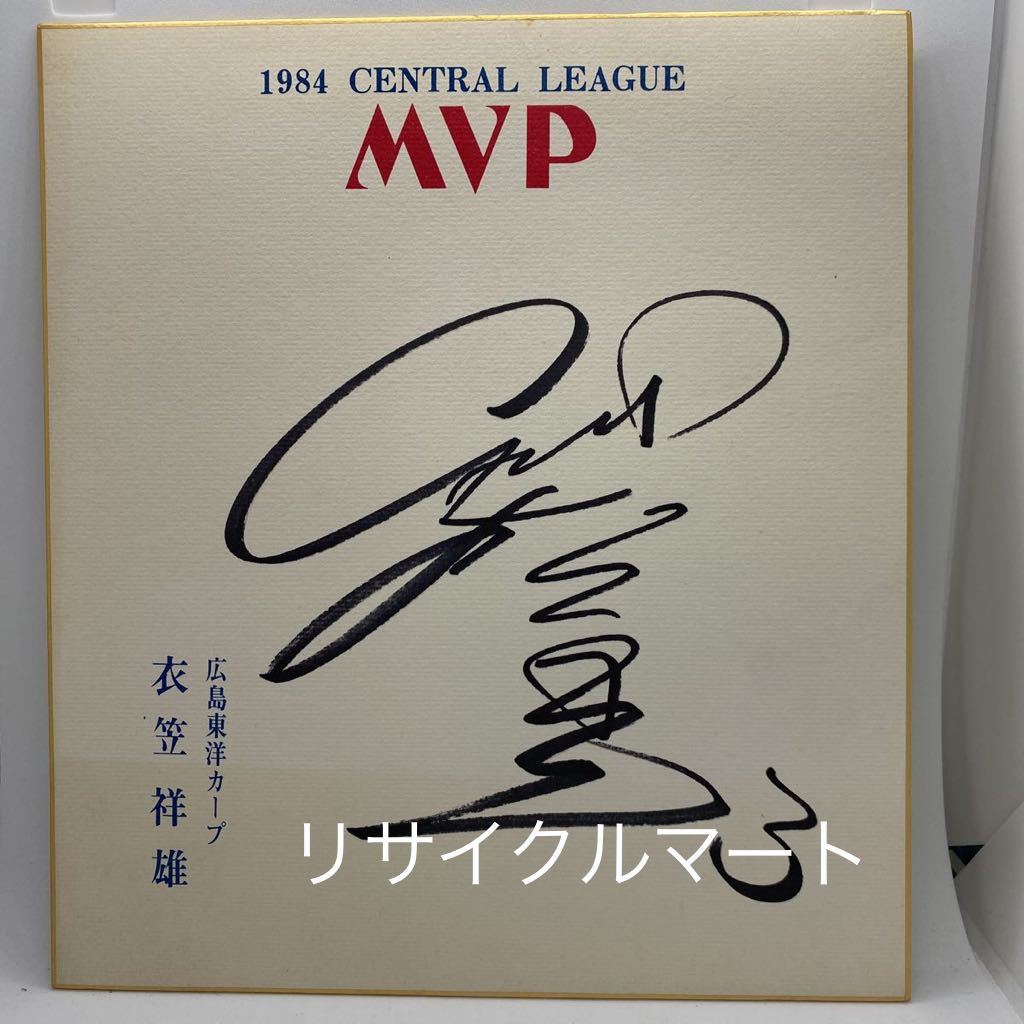 1984 CENTRAL LEAGUE
MVP
広島東洋カープ
衣笠祥雄
3
リサイクルマート